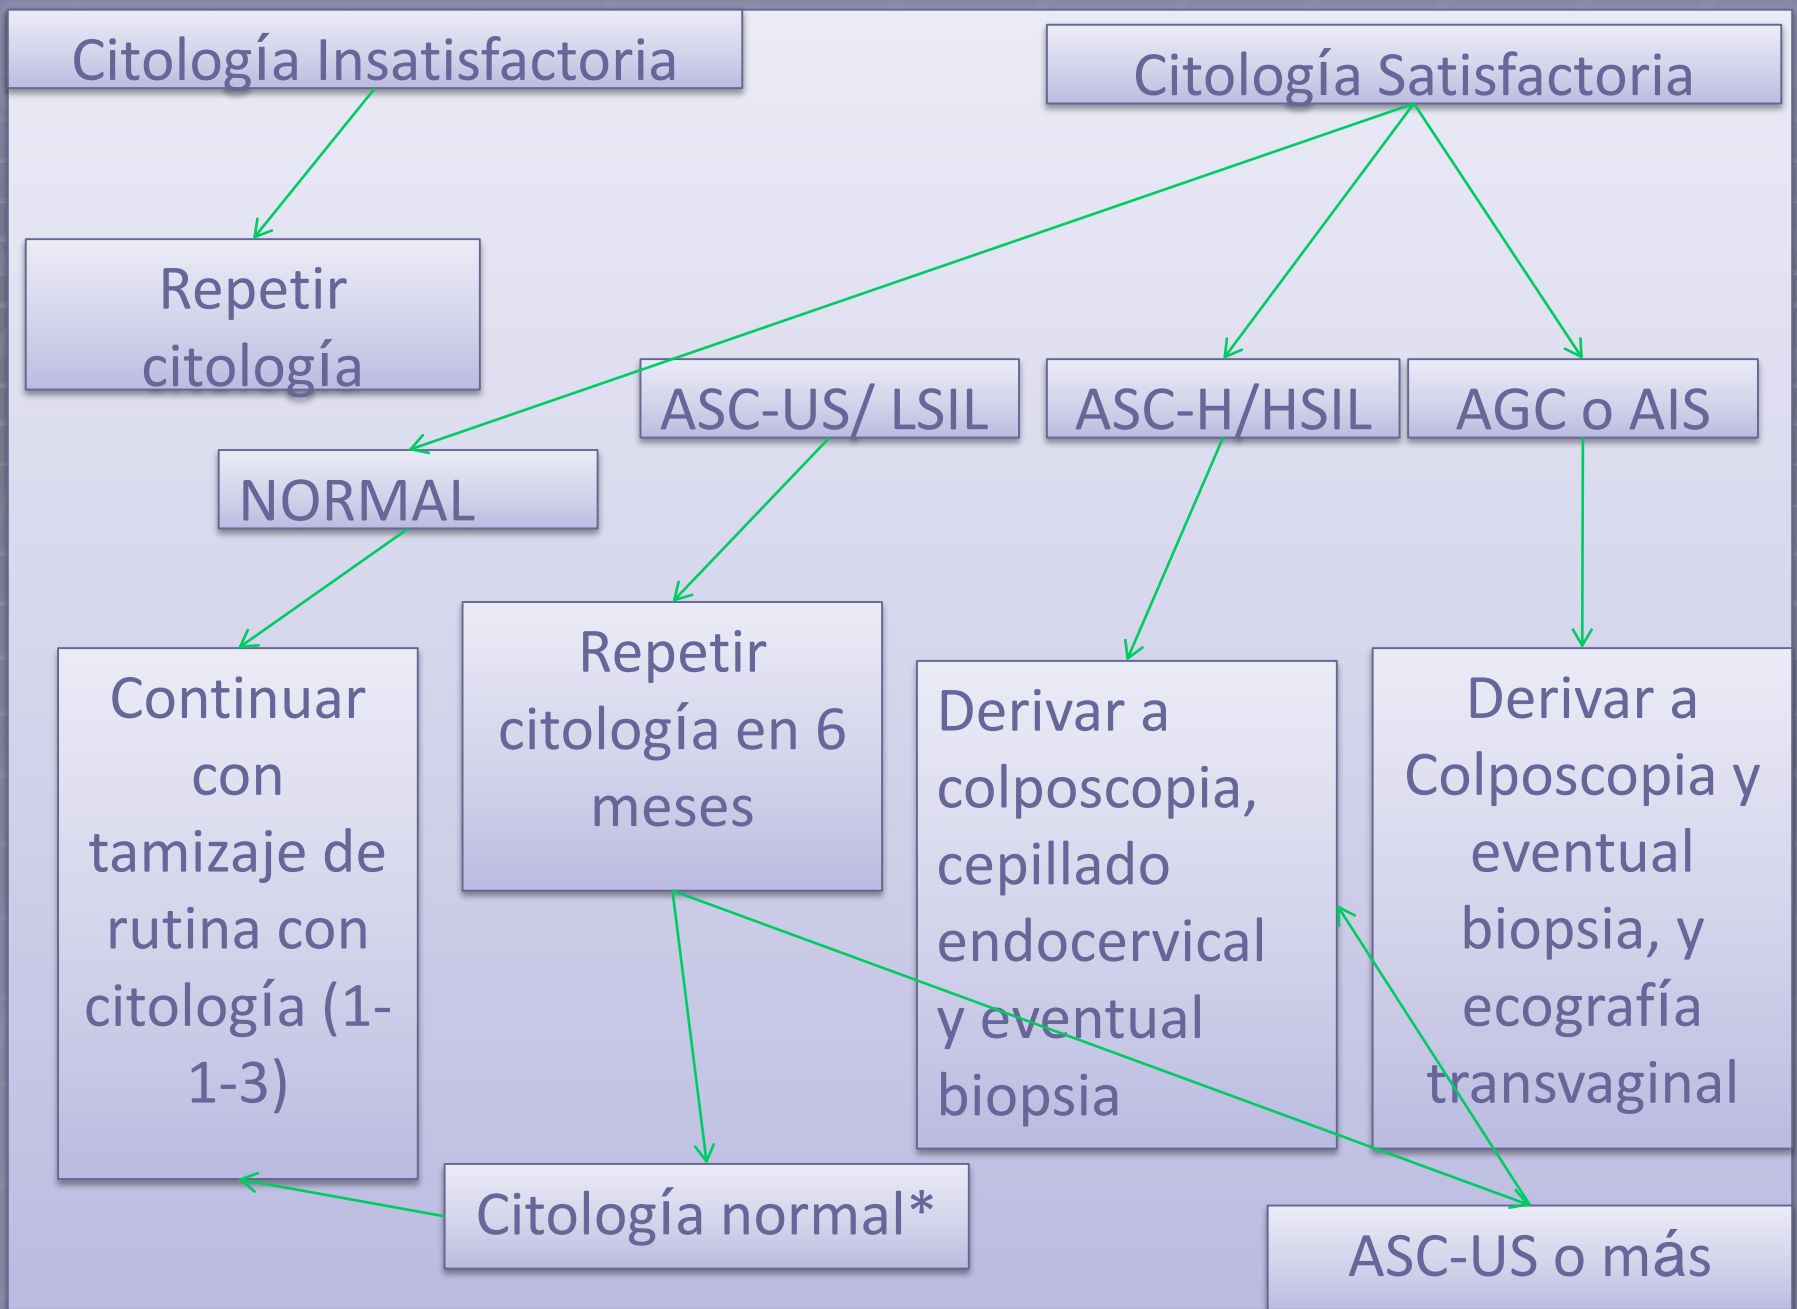 Citología Insatisfactoria
Citología Satisfactoria
Repetir
citología
ASC-US/ LSIL
ASC-H/HSIL
AGC o AIS
NORMAL
Continuar
con
tamizaje de
rutina con
citología (1-
1-3)
Repetir
citología en 6
meses
Derivar a
colposcopia,
cepillado
endocervical
y eventual
biopsia
Derivar a
Colposcopia y
eventual
biopsia, y
ecografía
transvaginal
Citología normal*
ASC-US o más